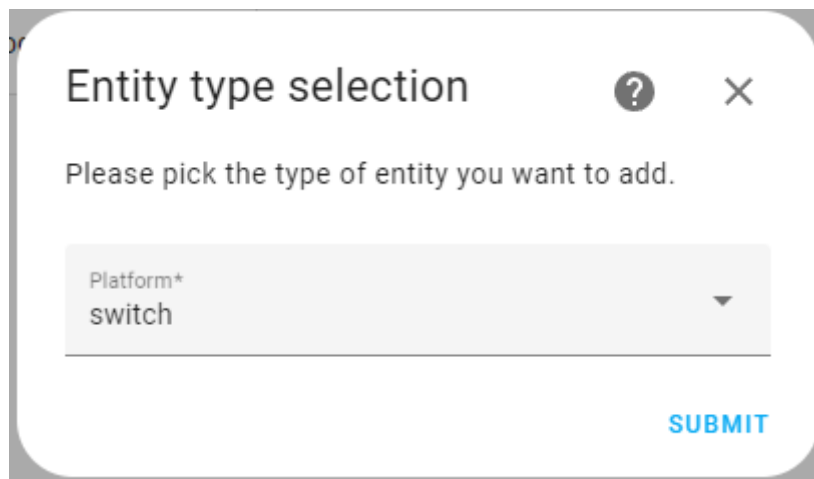 Entity type selection
Please pick the type of entity you want to add.
Platform*
switch
SUBMIT